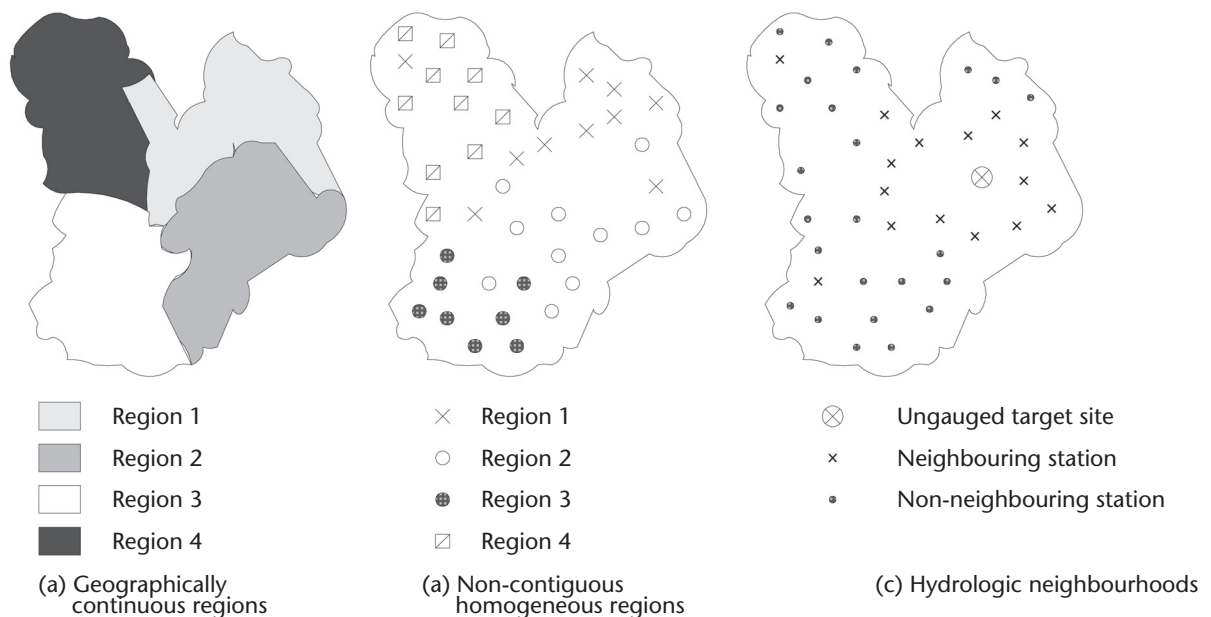 Region 1
Region 2
Region 3
Region 4
(a) Geographically
continuous regions
Region 1
Region 2
Region 3
Region 4
(a) Non-contiguous
homogeneous regions
Ungauged target site
Neighbouring station
Non-neighbouring station
(c) Hydrologic neighbourhoods